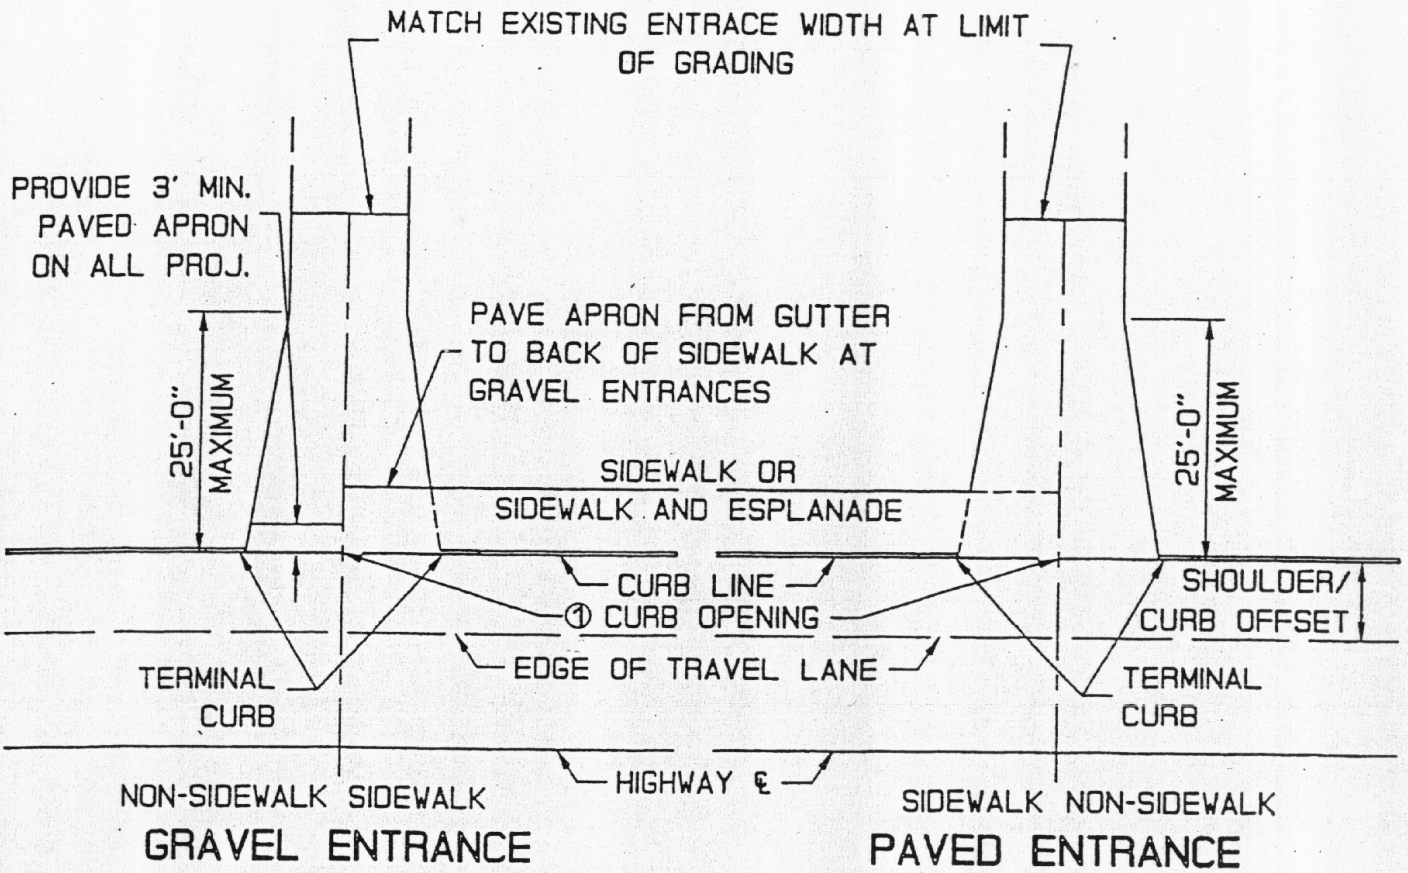 MATCH EXISTING ENTRACE WIDTH AT LIMIT
OF GRADING
PROVIDE 3' MIN.
PAVED APRON
ON ALL PROJ.
PAVE APRON FROM GUTTER
TO BACK OF SIDEWALK AT
GRAVEL ENTRANCES
25'-0"
MAXIMUM
25'-0"
MAXIMUM
SIDEWALK OR
SIDEWALK AND ESPLANADE
CURB LINE
① CURB OPENING
SHOULDER/
CURB OFFSET
EDGE OF TRAVEL LANE
TERMINAL
CURB
TERMINAL
CURB
HIGHWAY ℄
NON-SIDEWALK SIDEWALK
GRAVEL ENTRANCE
SIDEWALK NON-SIDEWALK
PAVED ENTRANCE